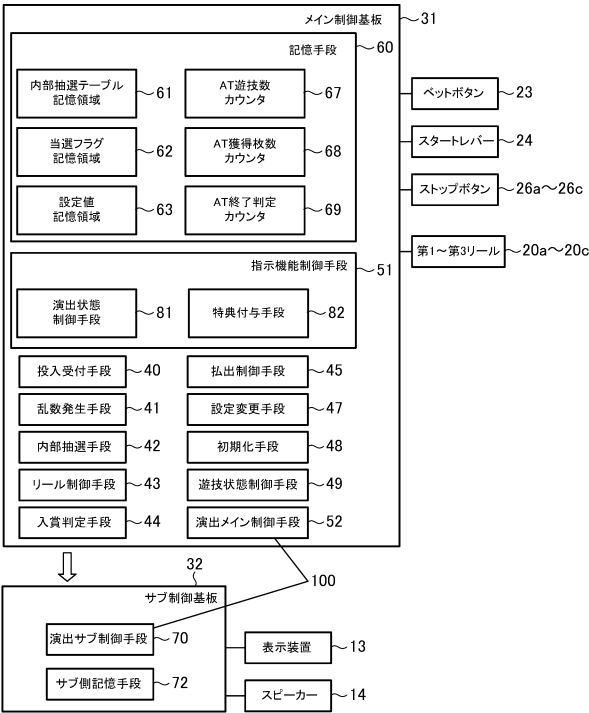 メイン制御基板 31
記憶手段 60
内部抽選テーブル
記憶領域 61
AT遊技数
カウンタ 67
当選フラグ
記憶領域 62
AT獲得枚数
カウンタ 68
設定値
記憶領域 63
AT終了判定
カウンタ 69
ベットボタン 23
スタートレバー 24
ストップボタン 26a～26c
第1～第3リール 20a～20c
指示機能制御手段 51
演出状態
制御手段 81
特典付与手段 82
投入受付手段 40
払出制御手段 45
乱数発生手段 41
設定変更手段 47
内部抽選手段 42
初期化手段 48
リール制御手段 43
遊技状態制御手段 49
入賞判定手段 44
演出メイン制御手段 52
100
32
サブ制御基板
演出サブ制御手段 70
サブ側記憶手段 72
表示装置 13
スピーカー 14